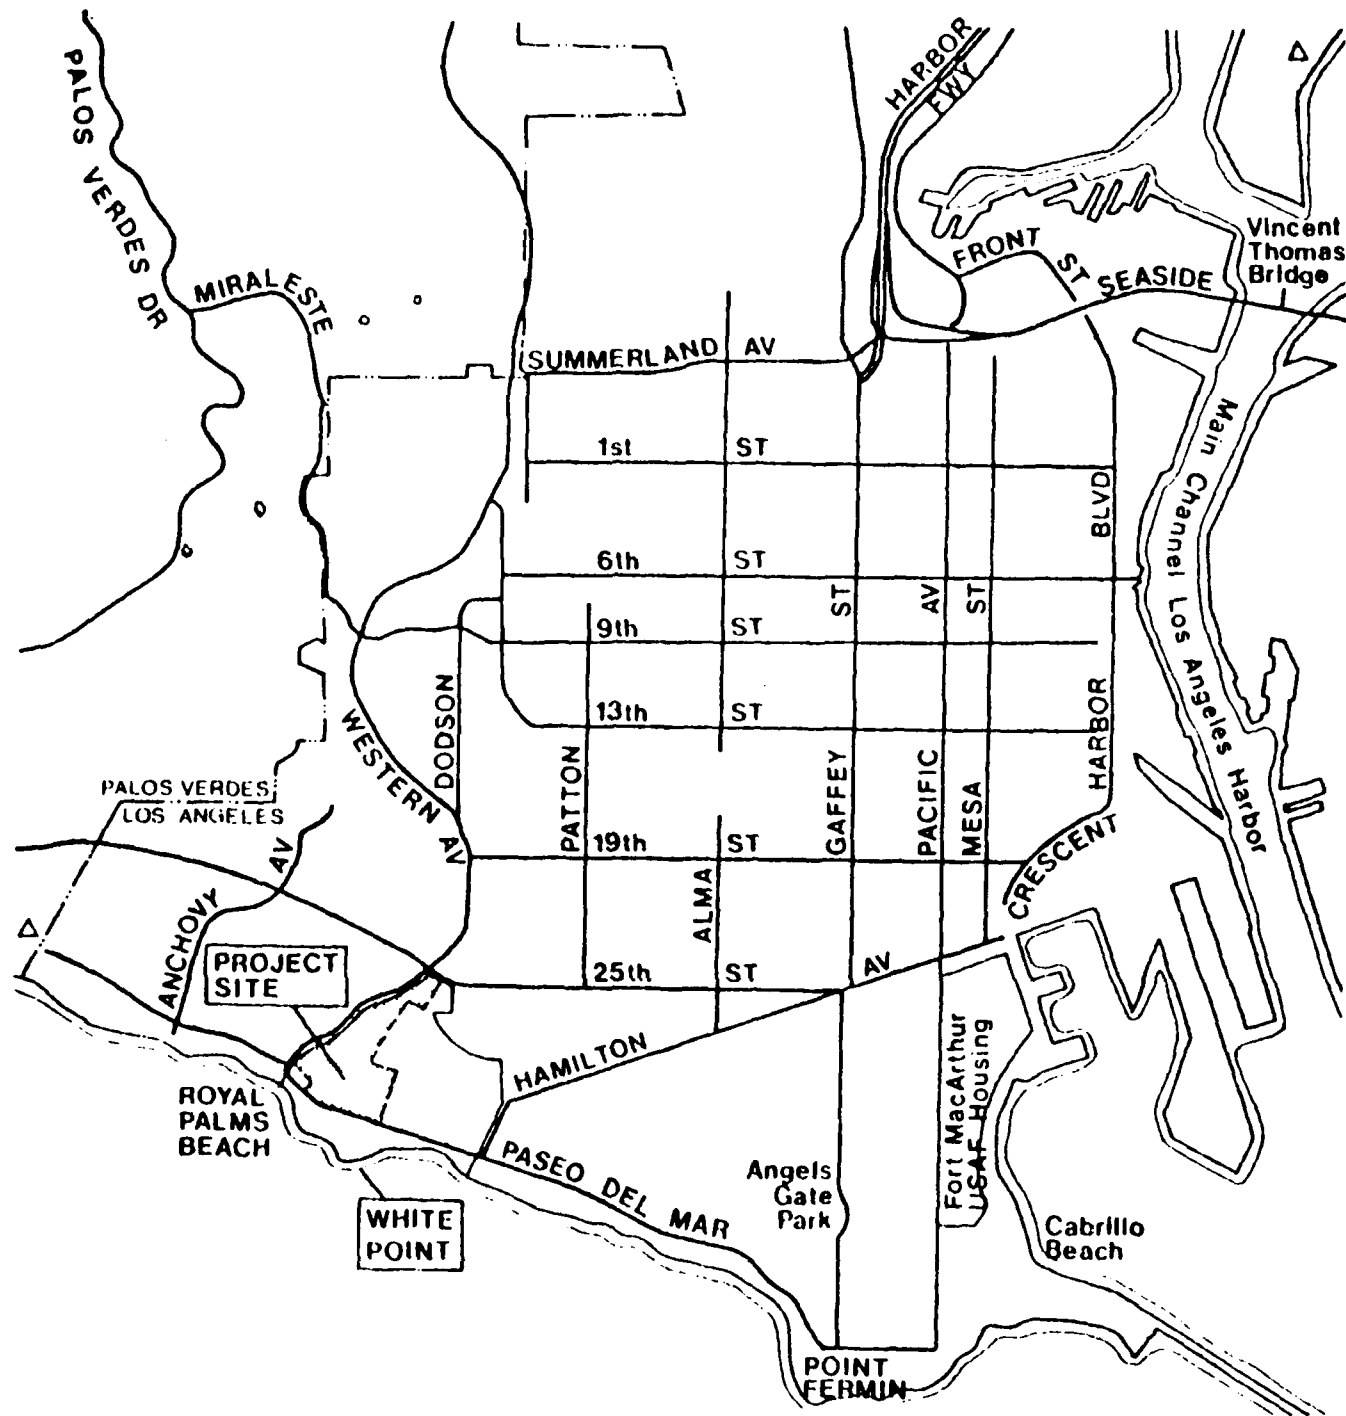 HARBOR
FWY
PALOS VERDES DR
MIRALESTE
FRONT ST
SEASIDE
Vincent
Thomas
Bridge
SUMMERLAND AV
1st ST
6th ST
9th ST
13th ST
19th ST
25th ST
Main Channel Los Angeles Harbor
HARBOR BLVD
GAFFEY ST
PACIFIC AV
MESA ST
DODSON
PATTON
ALMA
WESTERN AV
CRESCENT
PALOS VERDES
LOS ANGELES
ANCHOVY AV
PROJECT
SITE
HAMILTON AV
ROYAL
PALMS
BEACH
PASEO DEL MAR
WHITE
POINT
Angels
Gate
Park
Fort MacArthur
USAF Housing
Cabrillo
Beach
POINT
FERMIN